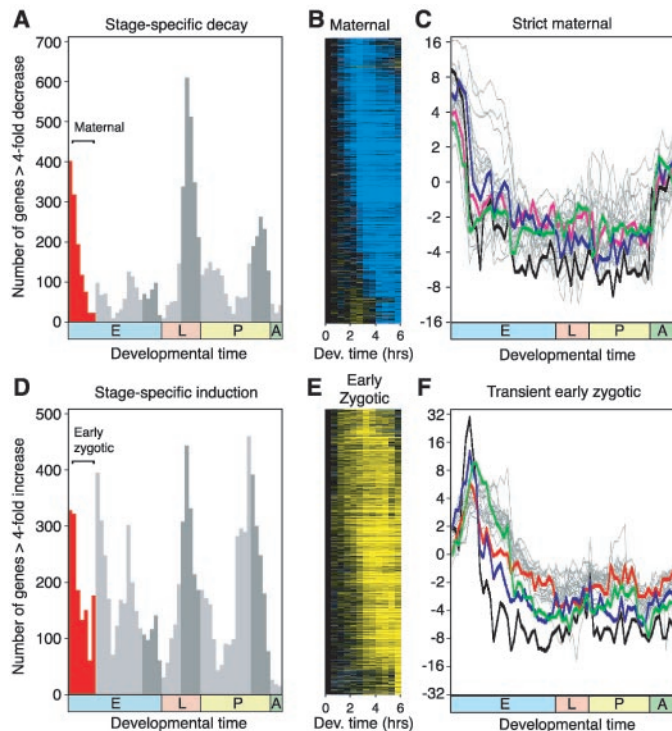 A
Stage-specific decay
Number of genes > 4-fold decrease
700
600
500
400
300
200
100
0
Maternal
E
L
P
A
Developmental time
B
Maternal
0 2 4 6
Dev. time (hrs)
C
Strict maternal
16
8
4
2
0
-2
-4
-8
-16
E
L
P
A
Developmental time
D
Stage-specific induction
Number of genes > 4-fold increase
500
400
300
200
100
0
Early
zygotic
E
L
P
A
Developmental time
E
Early
Zygotic
0 2 4 6
Dev. time (hrs)
F
Transient early zygotic
32
16
8
4
2
0
-2
-4
-8
-16
-32
E
L
P
A
Developmental time